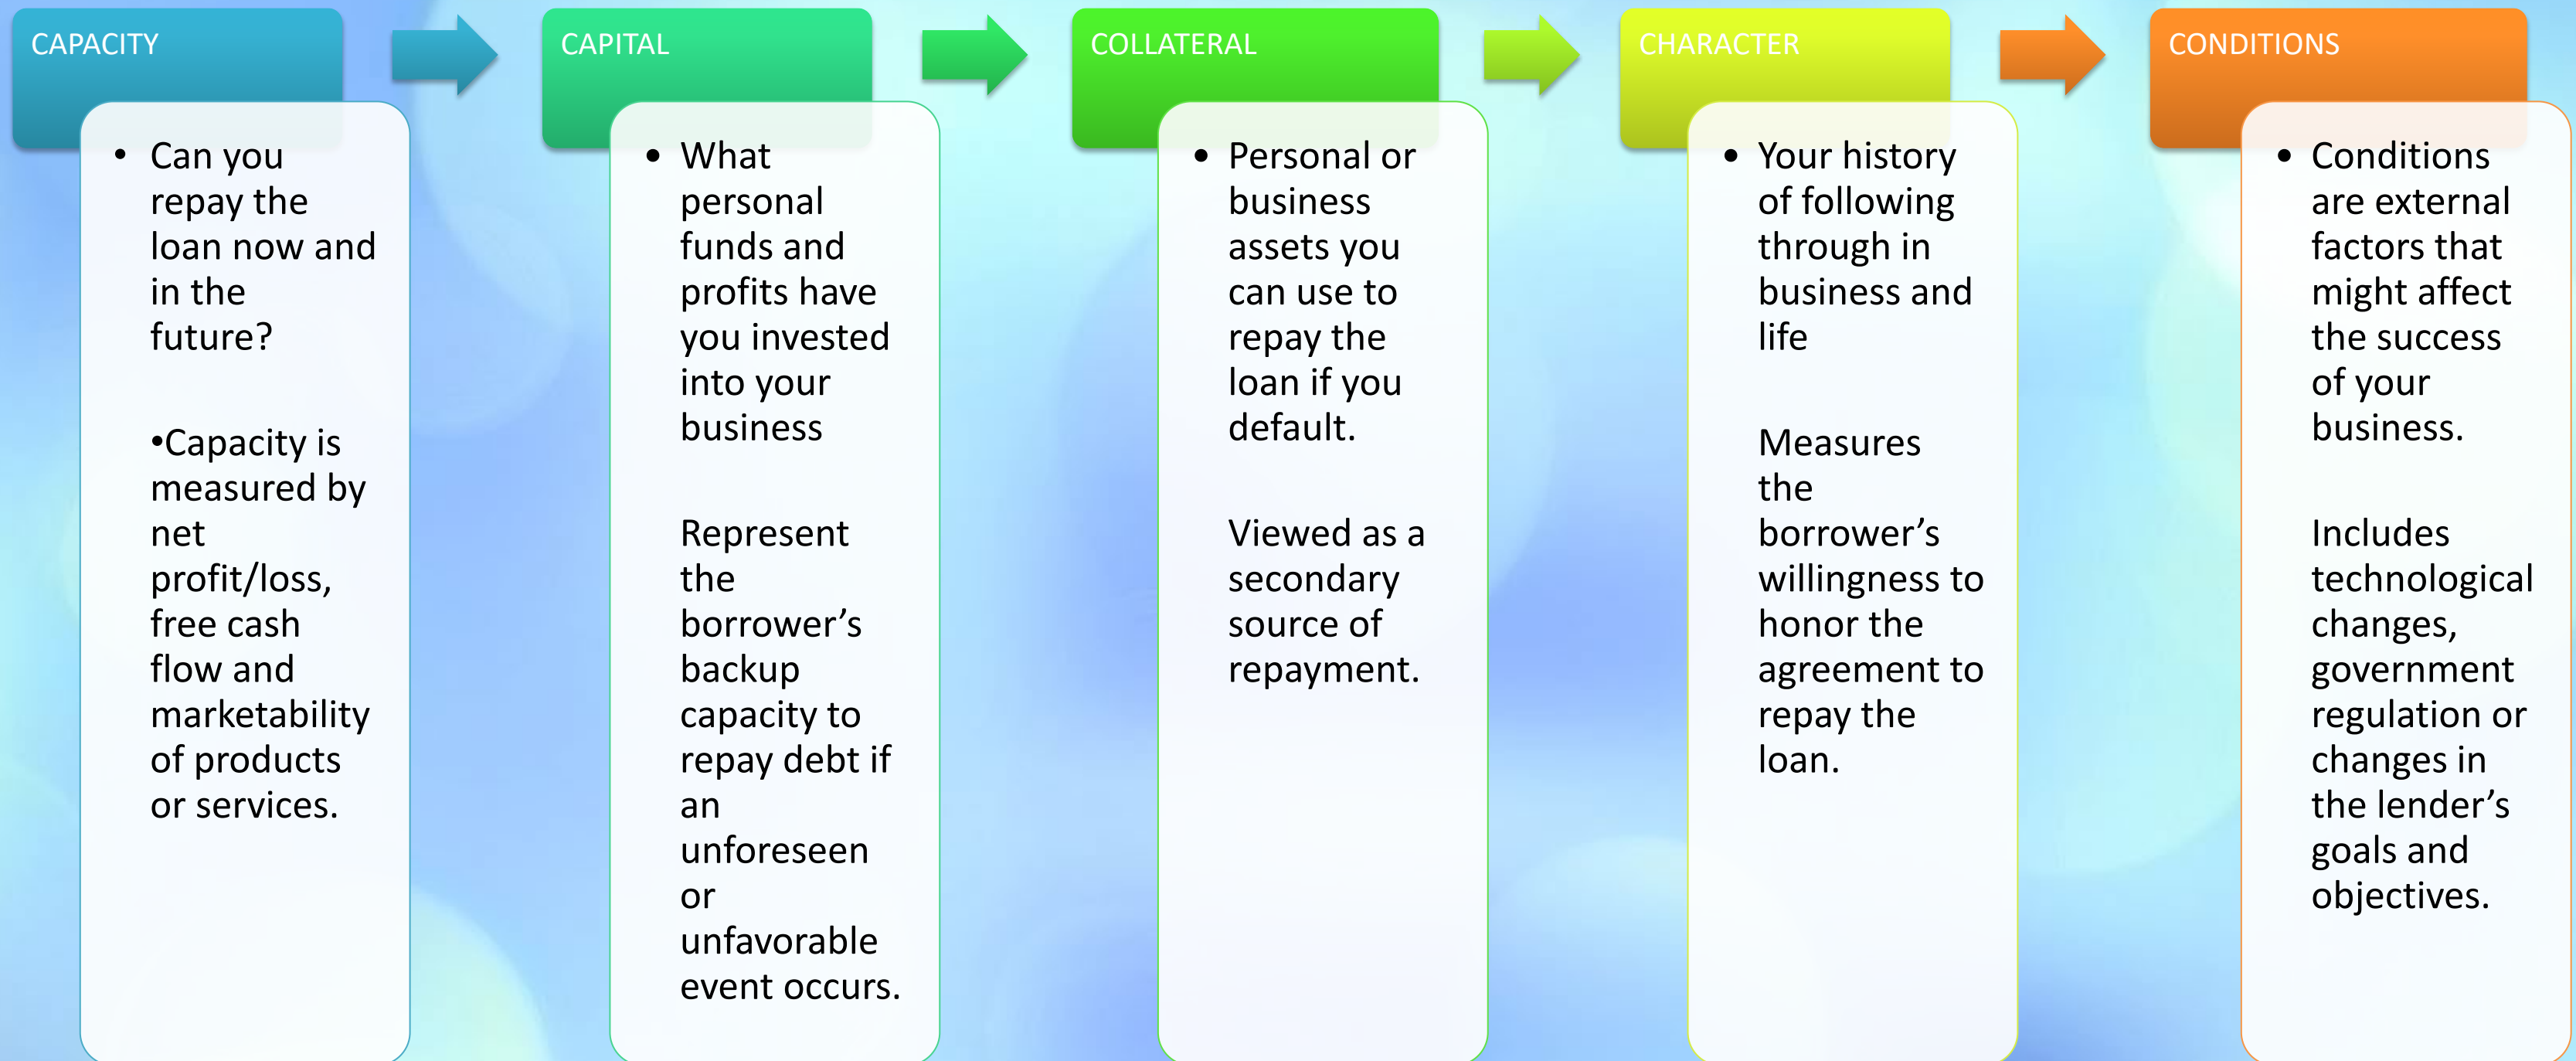 CAPACITY
• Can you
repay the
loan now and
in the
future?
•Capacity is
measured by
net
profit/loss,
free cash
flow and
marketability
of products
or services.
CAPITAL
• What
personal
funds and
profits have
you invested
into your
business
Represent
the
borrower’s
backup
capacity to
repay debt if
an
unforeseen
or
unfavorable
event occurs.
COLLATERAL
• Personal or
business
assets you
can use to
repay the
loan if you
default.
Viewed as a
secondary
source of
repayment.
CHARACTER
• Your history
of following
through in
business and
life
Measures
the
borrower’s
willingness to
honor the
agreement to
repay the
loan.
CONDITIONS
• Conditions
are external
factors that
might affect
the success
of your
business.
Includes
technological
changes,
government
regulation or
changes in
the lender’s
goals and
objectives.